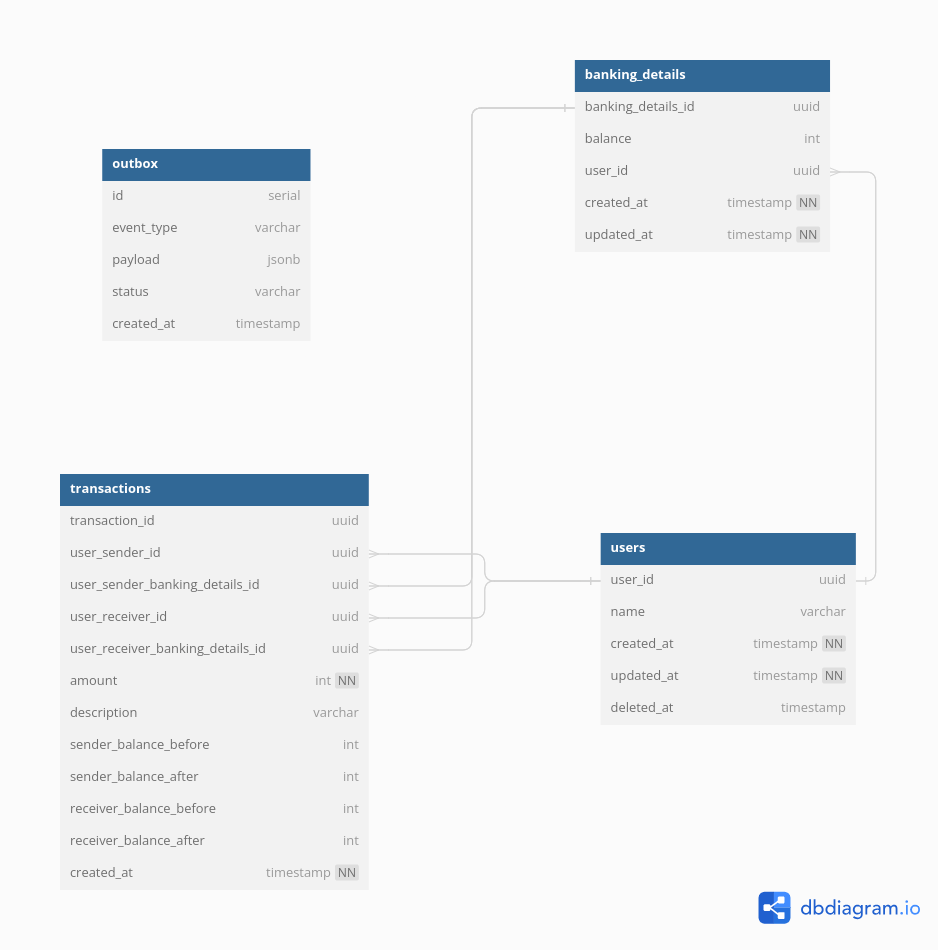 banking_details
banking_details_id uuid
balance int
user_id uuid
created_at timestamp NN
updated_at timestamp NN
outbox
id serial
event_type varchar
payload jsonb
status varchar
created_at timestamp
transactions
transaction_id uuid
user_sender_id uuid
user_sender_banking_details_id uuid
user_receiver_id uuid
user_receiver_banking_details_id uuid
amount int NN
description varchar
sender_balance_before int
sender_balance_after int
receiver_balance_before int
receiver_balance_after int
created_at timestamp NN
users
user_id uuid
name varchar
created_at timestamp NN
updated_at timestamp NN
deleted_at timestamp
dbdiagram.io